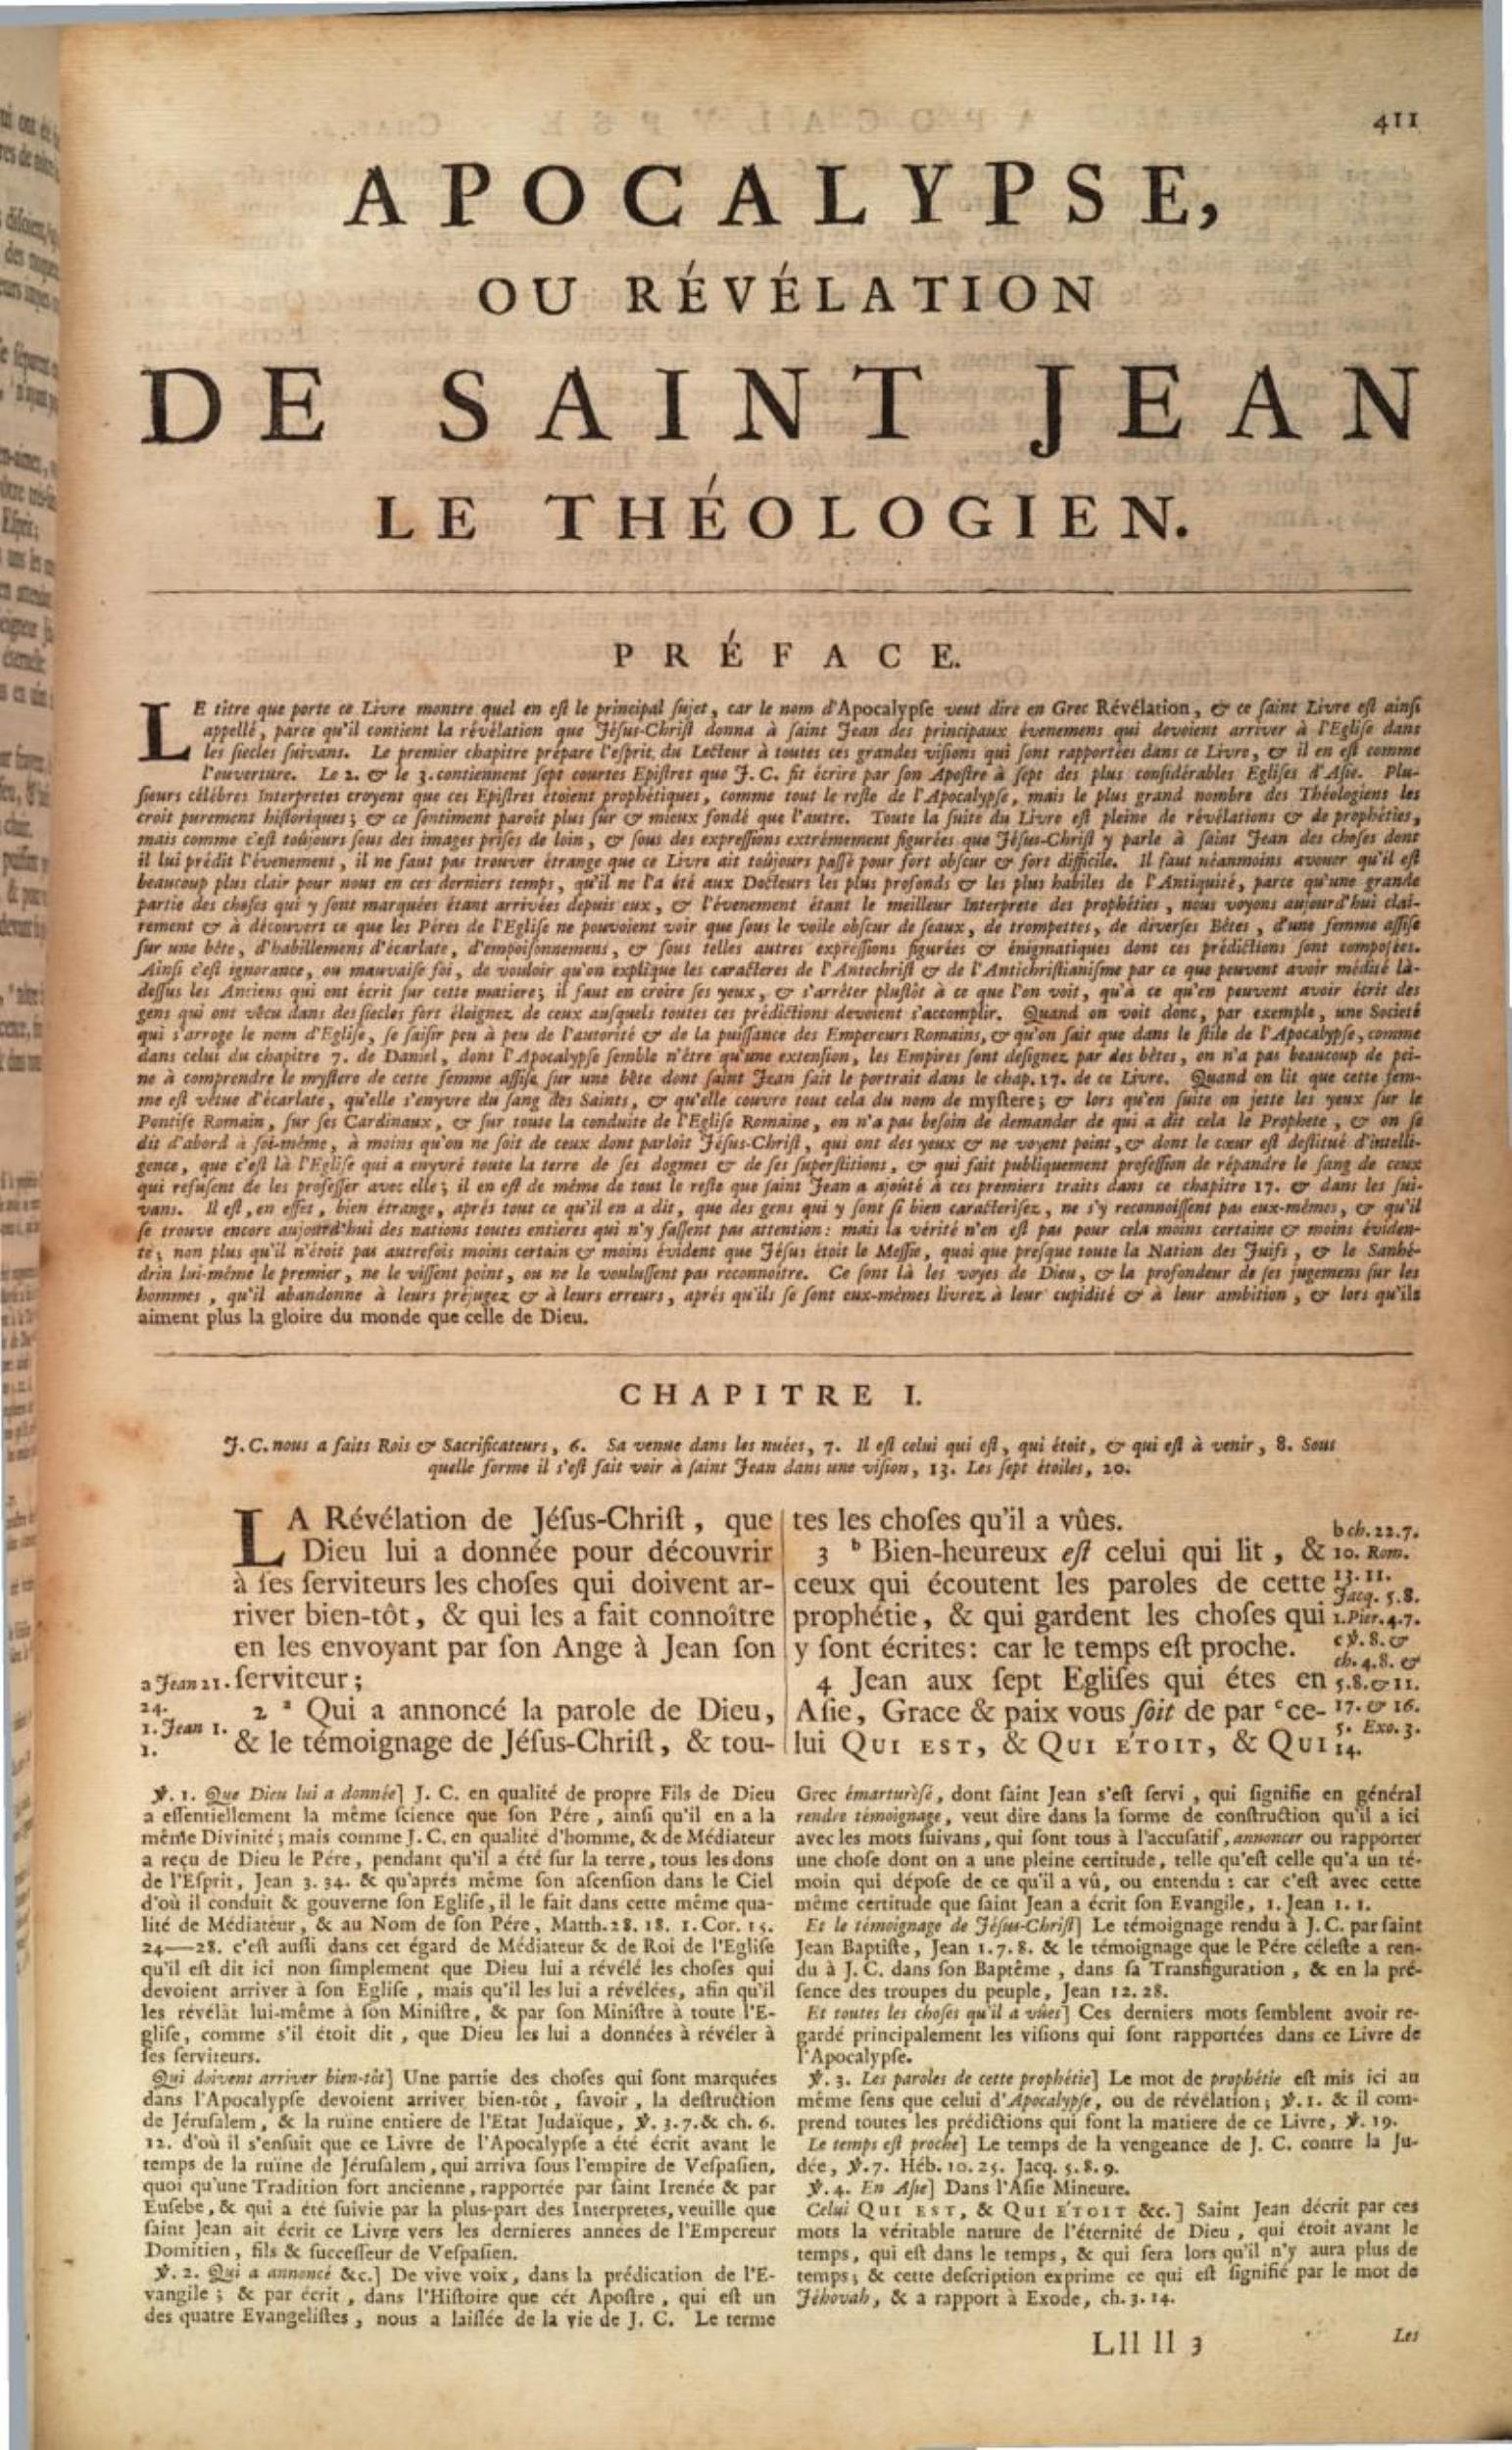 411
APOCALYPSE,
OU RÉVÉLATION
DE SAINT JEAN
LE THÉOLOGIEN.
PRÉFACE.
LE titre que porte ce Livre montre quel en eſt le principal ſujet, car le nom d'Apocalypſe veut dire en Grec Révélation, & ce ſaint Livre eſt ainſi
appellé, parce qu'il contient la révélation que Jéſus-Chriſt donna à ſaint Jean des principaux évenemens qui devoient arriver à l'Egliſe dans
les ſiecles ſuivans. Le premier chapitre prépare l'eſprit du Lecteur à toutes ces grandes viſions qui ſont rapportées dans ce Livre, & il en eſt comme
l'ouverture. Le 2. & le 3. contiennent ſept courtes Epiſtres que J. C. fit écrire par ſon Apoſtre à ſept des plus conſidérables Egliſes d'Aſie. Plu-
ſieurs célébres Interpretes croyent que ces Epiſtres étoient prophétiques, comme tout le reſte de l'Apocalypſe, mais le plus grand nombre des Théologiens les
croit purement hiſtoriques; & ce ſentiment paroit plus ſûr & mieux fondé que l'autre. Toute la ſuite du Livre eſt pleine de révélations & de prophéties,
mais comme c'eſt toûjours ſous des images priſes de loin, & ſous des expreſſions extrémement figurées que Jéſus-Chriſt y parle à ſaint Jean des choſes dont
il lui prédit l'évenement, il ne faut pas trouver étrange que ce Livre ait toûjours paſſé pour fort obſcur & fort difficile. Il faut néanmoins avouer qu'il eſt
beaucoup plus clair pour nous en ces derniers temps, qu'il ne l'a été aux Docteurs les plus profonds & les plus habiles de l'Antiquité, parce qu'une grande
partie des choſes qui y ſont marquées étant arrivées depuis eux, & l'évenement étant le meilleur Interprete des prophéties, nous voyons aujourd'hui clai-
rement & à découvert ce que les Péres de l'Egliſe ne pouvoient voir que ſous le voile obſcur de ſeaux, de trompettes, de diverſes Bêtes, d'une femme aſſiſe
ſur une bête, d'habillemens d'écarlate, d'empoiſonnemens, & ſous telles autres expreſſions figurées & énigmatiques dont ces prédictions ſont compoſées.
Ainſi c'eſt ignorance, ou mauvaiſe foi, de vouloir qu'on explique les caracteres de l'Antechriſt & de l'Antichriſtianiſme par ce que peuvent avoir médité là-
deſſus les Anciens qui ont écrit ſur cette matiere; il faut en croire ſes yeux, & s'arrêter pluſtôt à ce que l'on voit, qu'à ce qu'en peuvent avoir écrit des
gens qui ont vêcu dans des ſiecles fort éloignez de ceux auſquels toutes ces prédictions devoient s'accomplir. Quand on voit donc, par exemple, une Societé
qui s'arroge le nom d'Egliſe, ſe ſaiſir peu à peu de l'autorité & de la puiſſance des Empereurs Romains, & qu'on ſait que dans le ſtile de l'Apocalypſe, comme
dans celui du chapitre 7. de Daniel, dont l'Apocalypſe ſemble n'être qu'une extenſion, les Empires ſont deſignez par des bêtes, on n'a pas beaucoup de pei-
ne à comprendre le myſtere de cette femme aſſiſe ſur une bête dont ſaint Jean fait le portrait dans le chap. 17. de ce Livre. Quand on lit que cette fem-
me eſt vêtue d'écarlate, qu'elle s'enyvre du ſang des Saints, & qu'elle couvre tout cela du nom de myſtere; & lors qu'en ſuite on jette les yeux ſur le
Pontife Romain, ſur ſes Cardinaux, & ſur toute la conduite de l'Egliſe Romaine, on n'a pas beſoin de demander de qui a dit cela le Prophete, & on ſe
dit d'abord à ſoi-même, à moins qu'on ne ſoit de ceux dont parloit Jéſus-Chriſt, qui ont des yeux & ne voyent point, & dont le cœur eſt deſtitué d'intelli-
gence, que c'eſt là l'Egliſe qui a enyvré toute la terre de ſes dogmes & de ſes ſuperſtitions, & qui fait publiquement profeſſion de répandre le ſang de ceux
qui refuſent de les profeſſer avec elle; il en eſt de même de tout le reſte que ſaint Jean a ajoûté à ces premiers traits dans ce chapitre 17. & dans les ſui-
vans. Il eſt, en effet, bien étrange, aprés tout ce qu'il en a dit, que des gens qui y ſont ſi bien caracteriſez, ne s'y reconnoiſſent pas eux-mêmes, & qu'il
ſe trouve encore aujourd'hui des nations toutes entieres qui n'y faſſent pas attention: mais la vérité n'en eſt pas pour cela moins certaine & moins éviden-
te; non plus qu'il n'étoit pas autrefois moins certain & moins évident que Jéſus étoit le Meſſie, quoi que preſque toute la Nation des Juifs, & le Sanhé-
drin lui-même le premier, ne le viſſent point, ou ne le vouluſſent pas reconnoître. Ce ſont là les voyes de Dieu, & la profondeur de ſes jugemens ſur les
hommes, qu'il abandonne à leurs préjugez & à leurs erreurs, aprés qu'ils ſe ſont eux-mêmes livrez à leur cupidité & à leur ambition, & lors qu'ils
aiment plus la gloire du monde que celle de Dieu.
CHAPITRE I.
J. C. nous a faits Rois & Sacrificateurs, 6. Sa venue dans les nuées, 7. Il eſt celui qui eſt, qui étoit, & qui eſt à venir, 8. Sous
quelle forme il s'eſt fait voir à ſaint Jean dans une viſion, 13. Les ſept étoiles, 20.
LA Révélation de Jéſus-Chriſt, que
Dieu lui a donnée pour découvrir
à ſes ſerviteurs les choſes qui doivent ar-
river bien-tôt, & qui les a fait connoître
en les envoyant par ſon Ange à Jean ſon
ſerviteur;
2 ª Qui a annoncé la parole de Dieu,
& le témoignage de Jéſus-Chriſt, & tou-
a Jean 21.
24.
1. Jean 1.
1.
tes les choſes qu'il a vûes.
3 ᵇ Bien-heureux eſt celui qui lit, &
ceux qui écoutent les paroles de cette
prophétie, & qui gardent les choſes qui
y ſont écrites: car le temps eſt proche.
4 Jean aux ſept Egliſes qui étes en
Aſie, Grace & paix vous ſoit de par ᶜce-
lui QUI EST, & QUI ETOIT, & QUI
b ch. 22. 7.
10. Rom.
13. 11.
Jacq. 5. 8.
1. Pier. 4. 7.
c ℣. 8. &
ch. 4. 8. &
5. 8. & 11.
17. & 16.
5. Exo. 3.
14.
℣. 1. Que Dieu lui a donnée] J. C. en qualité de propre Fils de Dieu
a eſſentiellement la même ſcience que ſon Pére, ainſi qu'il en a la
même Divinité; mais comme J. C. en qualité d'homme, & de Médiateur
a reçu de Dieu le Pére, pendant qu'il a été ſur la terre, tous les dons
de l'Eſprit, Jean 3. 34. & qu'aprés même ſon aſcenſion dans le Ciel
d'où il conduit & gouverne ſon Egliſe, il le fait dans cette même qua-
lité de Médiateur, & au Nom de ſon Pére, Matth. 28. 18. 1. Cor. 15.
24—28. c'eſt auſſi dans cet égard de Médiateur & de Roi de l'Egliſe
qu'il eſt dit ici non ſimplement que Dieu lui a révélé les choſes qui
devoient arriver à ſon Egliſe, mais qu'il les lui a révélées, afin qu'il
les révélât lui-même à ſon Miniſtre, & par ſon Miniſtre à toute l'E-
gliſe, comme s'il étoit dit, que Dieu les lui a données à révéler à
ſes ſerviteurs.
Qui doivent arriver bien-tôt] Une partie des choſes qui ſont marquées
dans l'Apocalypſe devoient arriver bien-tôt, ſavoir, la deſtruction
de Jéruſalem, & la ruïne entiere de l'Etat Judaïque, ℣. 3. 7. & ch. 6.
12. d'où il s'enſuit que ce Livre de l'Apocalypſe a été écrit avant le
temps de la ruïne de Jéruſalem, qui arriva ſous l'empire de Veſpaſien,
quoi qu'une Tradition fort ancienne, rapportée par ſaint Irenée & par
Euſebe, & qui a été ſuivie par la plus-part des Interpretes, veuille que
ſaint Jean ait écrit ce Livre vers les dernieres années de l'Empereur
Domitien, fils & ſucceſſeur de Veſpaſien.
℣. 2. Qui a annoncé &c.] De vive voix, dans la prédication de l'E-
vangile; & par écrit, dans l'Hiſtoire que cét Apoſtre, qui eſt un
des quatre Evangeliſtes, nous a laiſſée de la vie de J. C. Le terme
Grec émarturèſé, dont ſaint Jean s'eſt ſervi, qui ſignifie en général
rendre témoignage, veut dire dans la forme de conſtruction qu'il a ici
avec les mots ſuivans, qui ſont tous à l'accuſatif, annoncer ou rapporter
une choſe dont on a une pleine certitude, telle qu'eſt celle qu'a un té-
moin qui dépoſe de ce qu'il a vû, ou entendu: car c'eſt avec cette
même certitude que ſaint Jean a écrit ſon Evangile, 1. Jean 1. 1.
Et le témoignage de Jéſus-Chriſt] Le témoignage rendu à J. C. par ſaint
Jean Baptiſte, Jean 1. 7. 8. & le témoignage que le Pére céleſte a ren-
du à J. C. dans ſon Baptême, dans ſa Transfiguration, & en la pré-
ſence des troupes du peuple, Jean 12. 28.
Et toutes les choſes qu'il a vûes] Ces derniers mots ſemblent avoir re-
gardé principalement les viſions qui ſont rapportées dans ce Livre de
l'Apocalypſe.
℣. 3. Les paroles de cette prophétie] Le mot de prophétie eſt mis ici au
même ſens que celui d'Apocalypſe, ou de révélation; ℣. 1. & il com-
prend toutes les prédictions qui font la matiere de ce Livre, ℣. 19.
Le temps eſt proche] Le temps de la vengeance de J. C. contre la Ju-
dée, ℣. 7. Héb. 10. 25. Jacq. 5. 8. 9.
℣. 4. En Aſie] Dans l'Aſie Mineure.
Celui QUI EST, & QUI ÉTOIT &c.] Saint Jean décrit par ces
mots la véritable nature de l'éternité de Dieu, qui étoit avant le
temps, qui eſt dans le temps, & qui ſera lors qu'il n'y aura plus de
temps; & cette deſcription exprime ce qui eſt ſignifié par le mot de
Jéhovah, & a rapport à Exode, ch. 3. 14.
Lll ll 3
Les